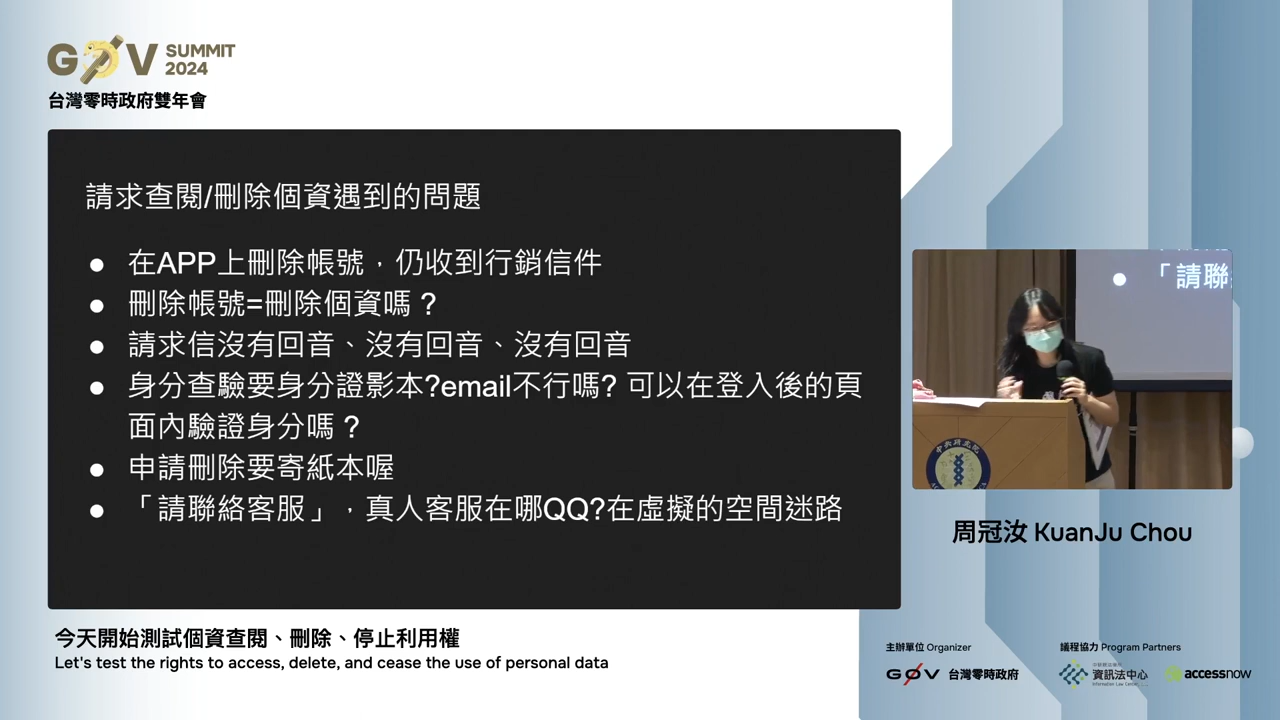 G0V SUMMIT 2024
台灣零時政府雙年會
請求查閱/刪除個資遇到的問題
● 在APP上刪除帳號，仍收到行銷信件
● 刪除帳號=刪除個資嗎？
● 請求信沒有回音、沒有回音、沒有回音
● 身分查驗要身分證影本?email不行嗎? 可以在登入後的頁
面內驗證身分嗎？
● 申請刪除要寄紙本喔
● 「請聯絡客服」，真人客服在哪QQ?在虛擬的空間迷路
● 「請聯
中央研究院
周冠汝 KuanJu Chou
今天開始測試個資查閱、刪除、停止利用權
Let's test the rights to access, delete, and cease the use of personal data
主辦單位 Organizer
G0V 台灣零時政府
議程協力 Program Partners
資訊法中心
Information Law Center
accessnow